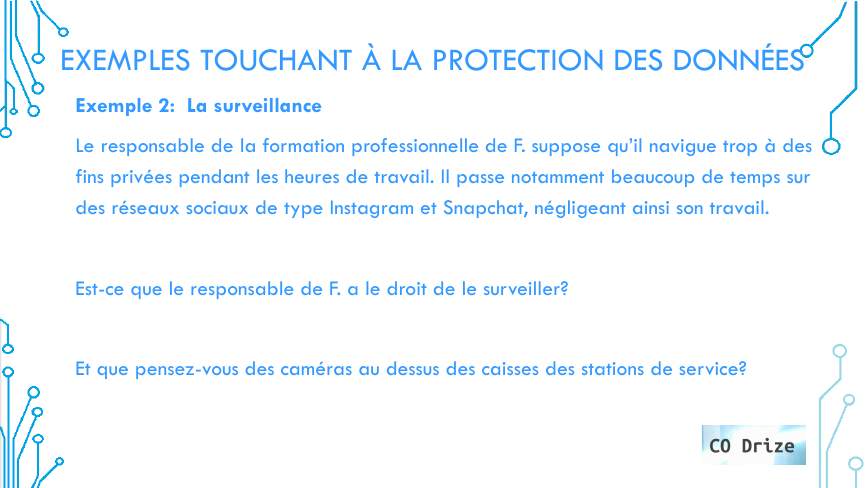 EXEMPLES TOUCHANT À LA PROTECTION DES DONNÉES
Exemple 2: La surveillance
Le responsable de la formation professionnelle de F. suppose qu'il navigue trop à des
fins privées pendant les heures de travail. Il passe notamment beaucoup de temps sur
des réseaux sociaux de type Instagram et Snapchat, négligeant ainsi son travail.
Est-ce que le responsable de F. a le droit de le surveiller?
Et que pensez-vous des caméras au dessus des caisses des stations de service?
CO Drize